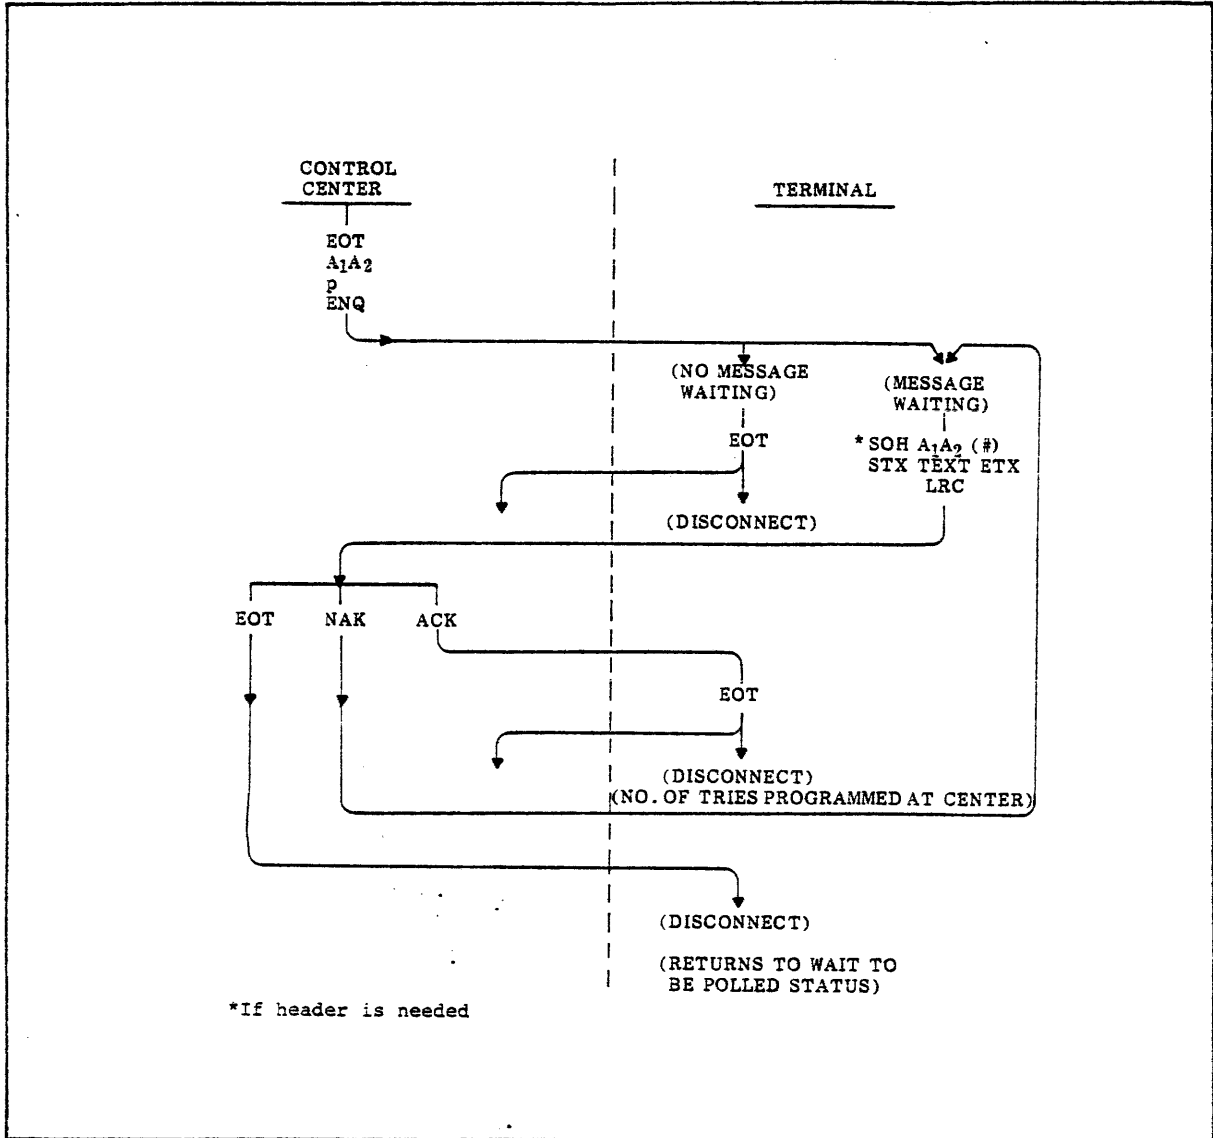 CONTROL
CENTER
TERMINAL
EOT
A₁A₂
p
ENQ
(NO MESSAGE
WAITING)
(MESSAGE
WAITING)
EOT
*SOH A₁A₂ (#)
STX TEXT ETX
LRC
(DISCONNECT)
EOT NAK ACK
EOT
(DISCONNECT)
(NO. OF TRIES PROGRAMMED AT CENTER)
(DISCONNECT)
(RETURNS TO WAIT TO
BE POLLED STATUS)
*If header is needed